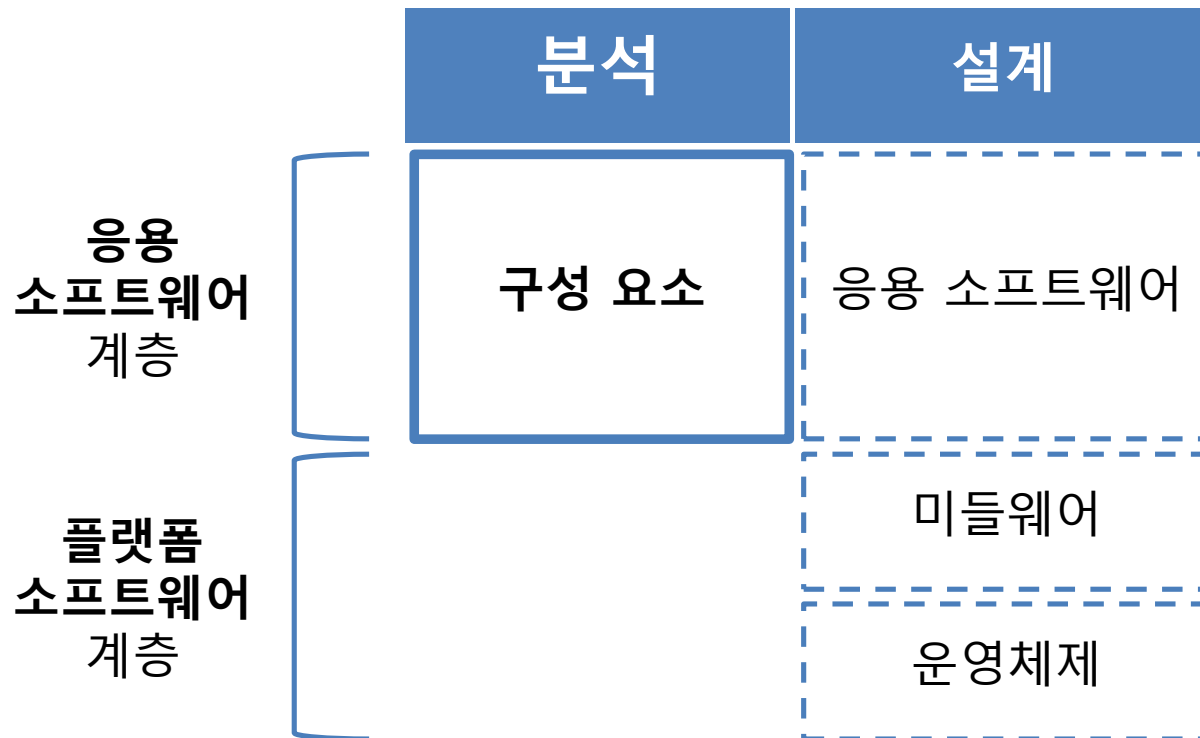 분석
설계
응용
소프트웨어
계층
구성 요소
응용 소프트웨어
플랫폼
소프트웨어
계층
미들웨어
운영체제